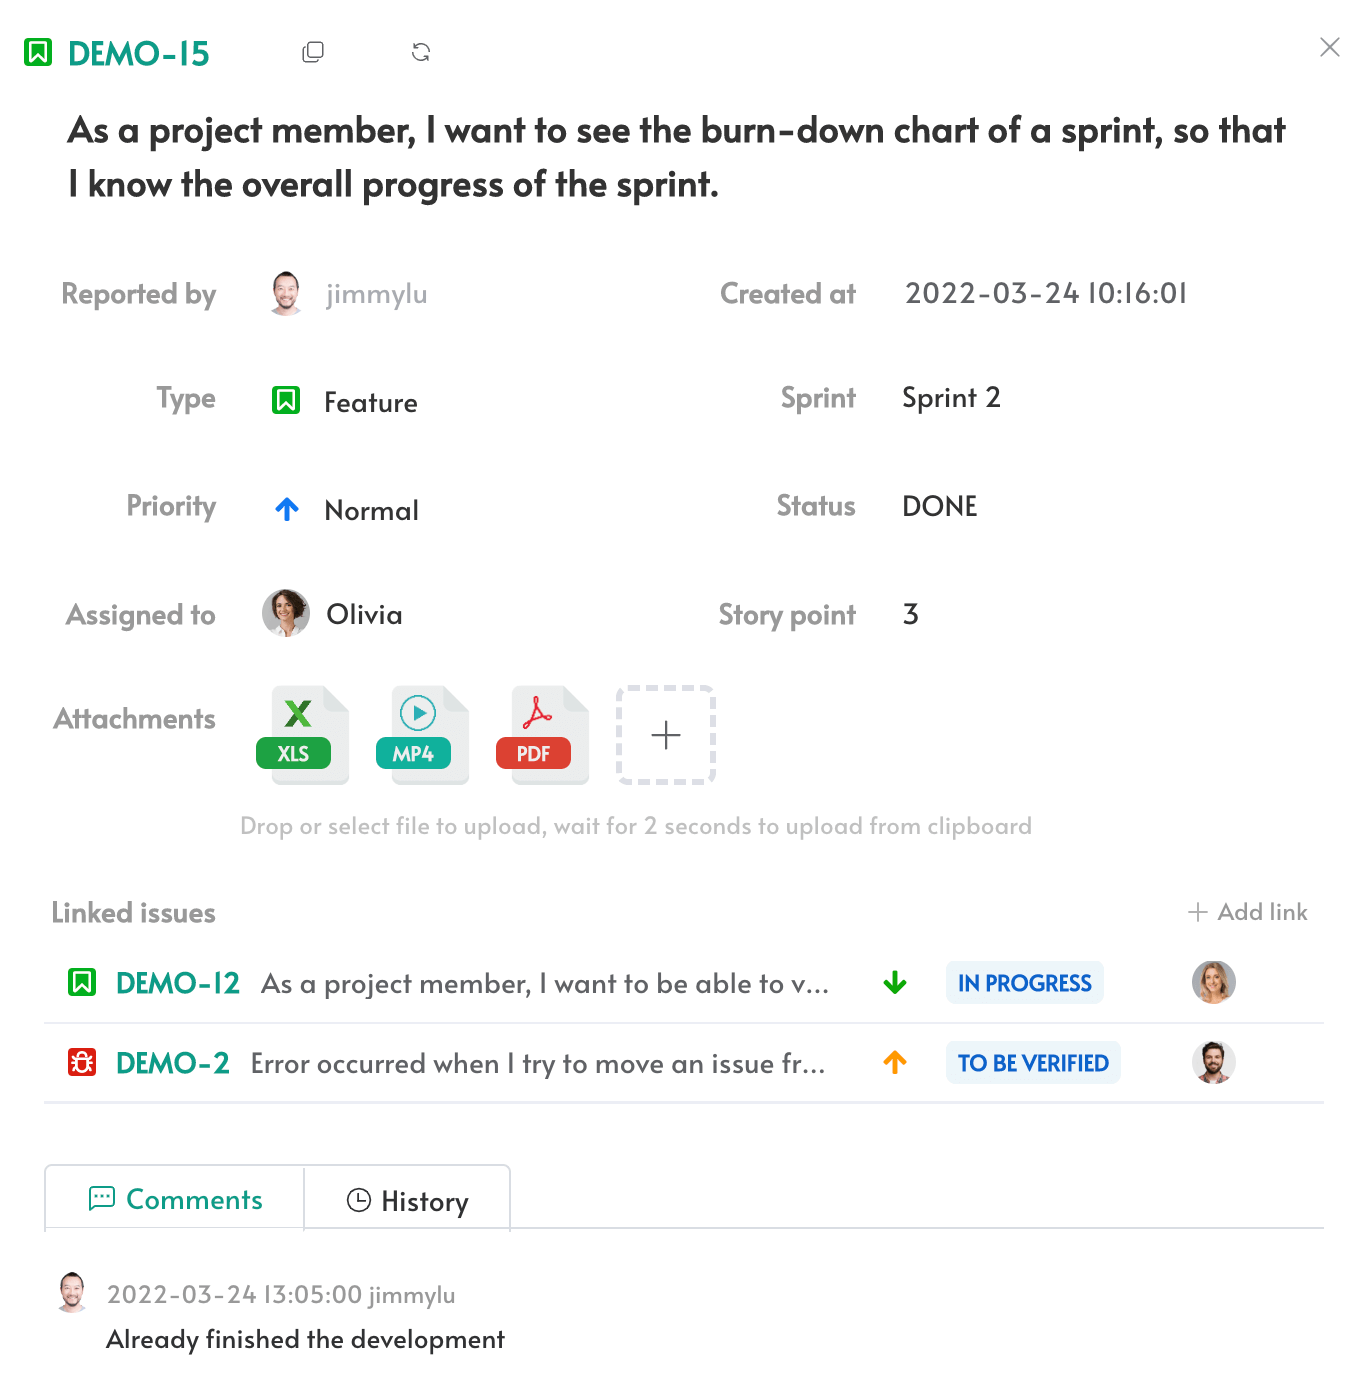 DEMO-15
As a project member, I want to see the burn-down chart of a sprint, so that
I know the overall progress of the sprint.
Reported by jimmylu Created at 2022-03-24 10:16:01
Type Feature Sprint Sprint 2
Priority Normal Status DONE
Assigned to Olivia Story point 3
Attachments XLS MP4 PDF
Drop or select file to upload, wait for 2 seconds to upload from clipboard
Linked issues + Add link
DEMO-12 As a project member, I want to be able to v... IN PROGRESS
DEMO-2 Error occurred when I try to move an issue fr... TO BE VERIFIED
Comments History
2022-03-24 13:05:00 jimmylu
Already finished the development